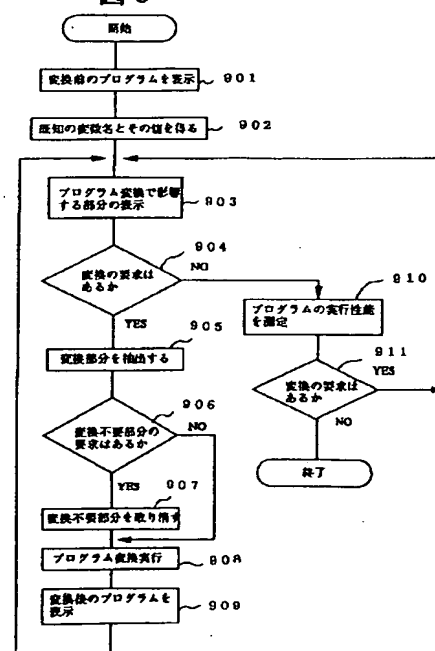 図9
開始
変換前のプログラムを表示
901
既知の変数名とその値を得る
902
プログラム変換で影響
する部分の表示
903
904
変換の要求は
あるか
NO
YES
905
変換部分を抽出する
906
変換不要部分の
要求はあるか
NO
YES
907
変換不要部分を取り消す
プログラム変換実行
908
変換後のプログラムを
表示
909
910
プログラムの実行性能
を測定
911
変換の要求は
あるか
YES
NO
終了